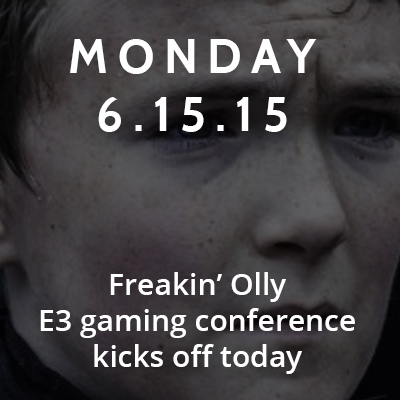 MONDAY
6.15.15
Freakin’ Olly
E3 gaming conference
kicks off today